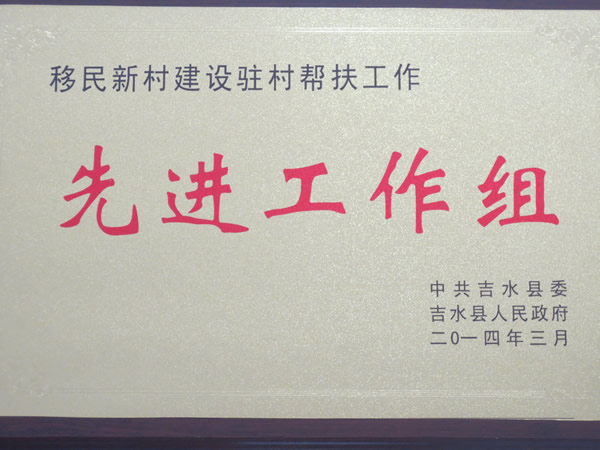 移民新村建设驻村帮扶工作
先进工作组
中共吉水县委
吉水县人民政府
二0一四年三月